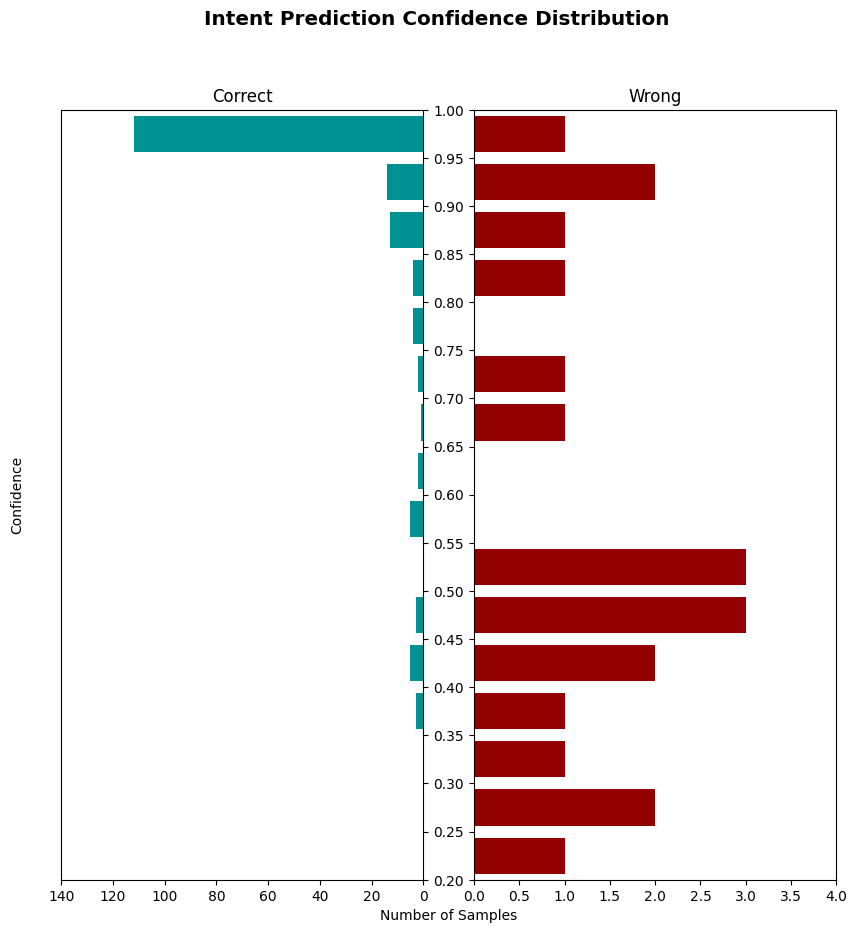 Intent Prediction Confidence Distribution
Correct
Wrong
1.00
0.95
0.90
0.85
0.80
0.75
0.70
0.65
0.60
0.55
0.50
0.45
0.40
0.35
0.30
0.25
0.20
Confidence
140 120 100 80 60 40 20 0
0.0 0.5 1.0 1.5 2.0 2.5 3.0 3.5 4.0
Number of Samples